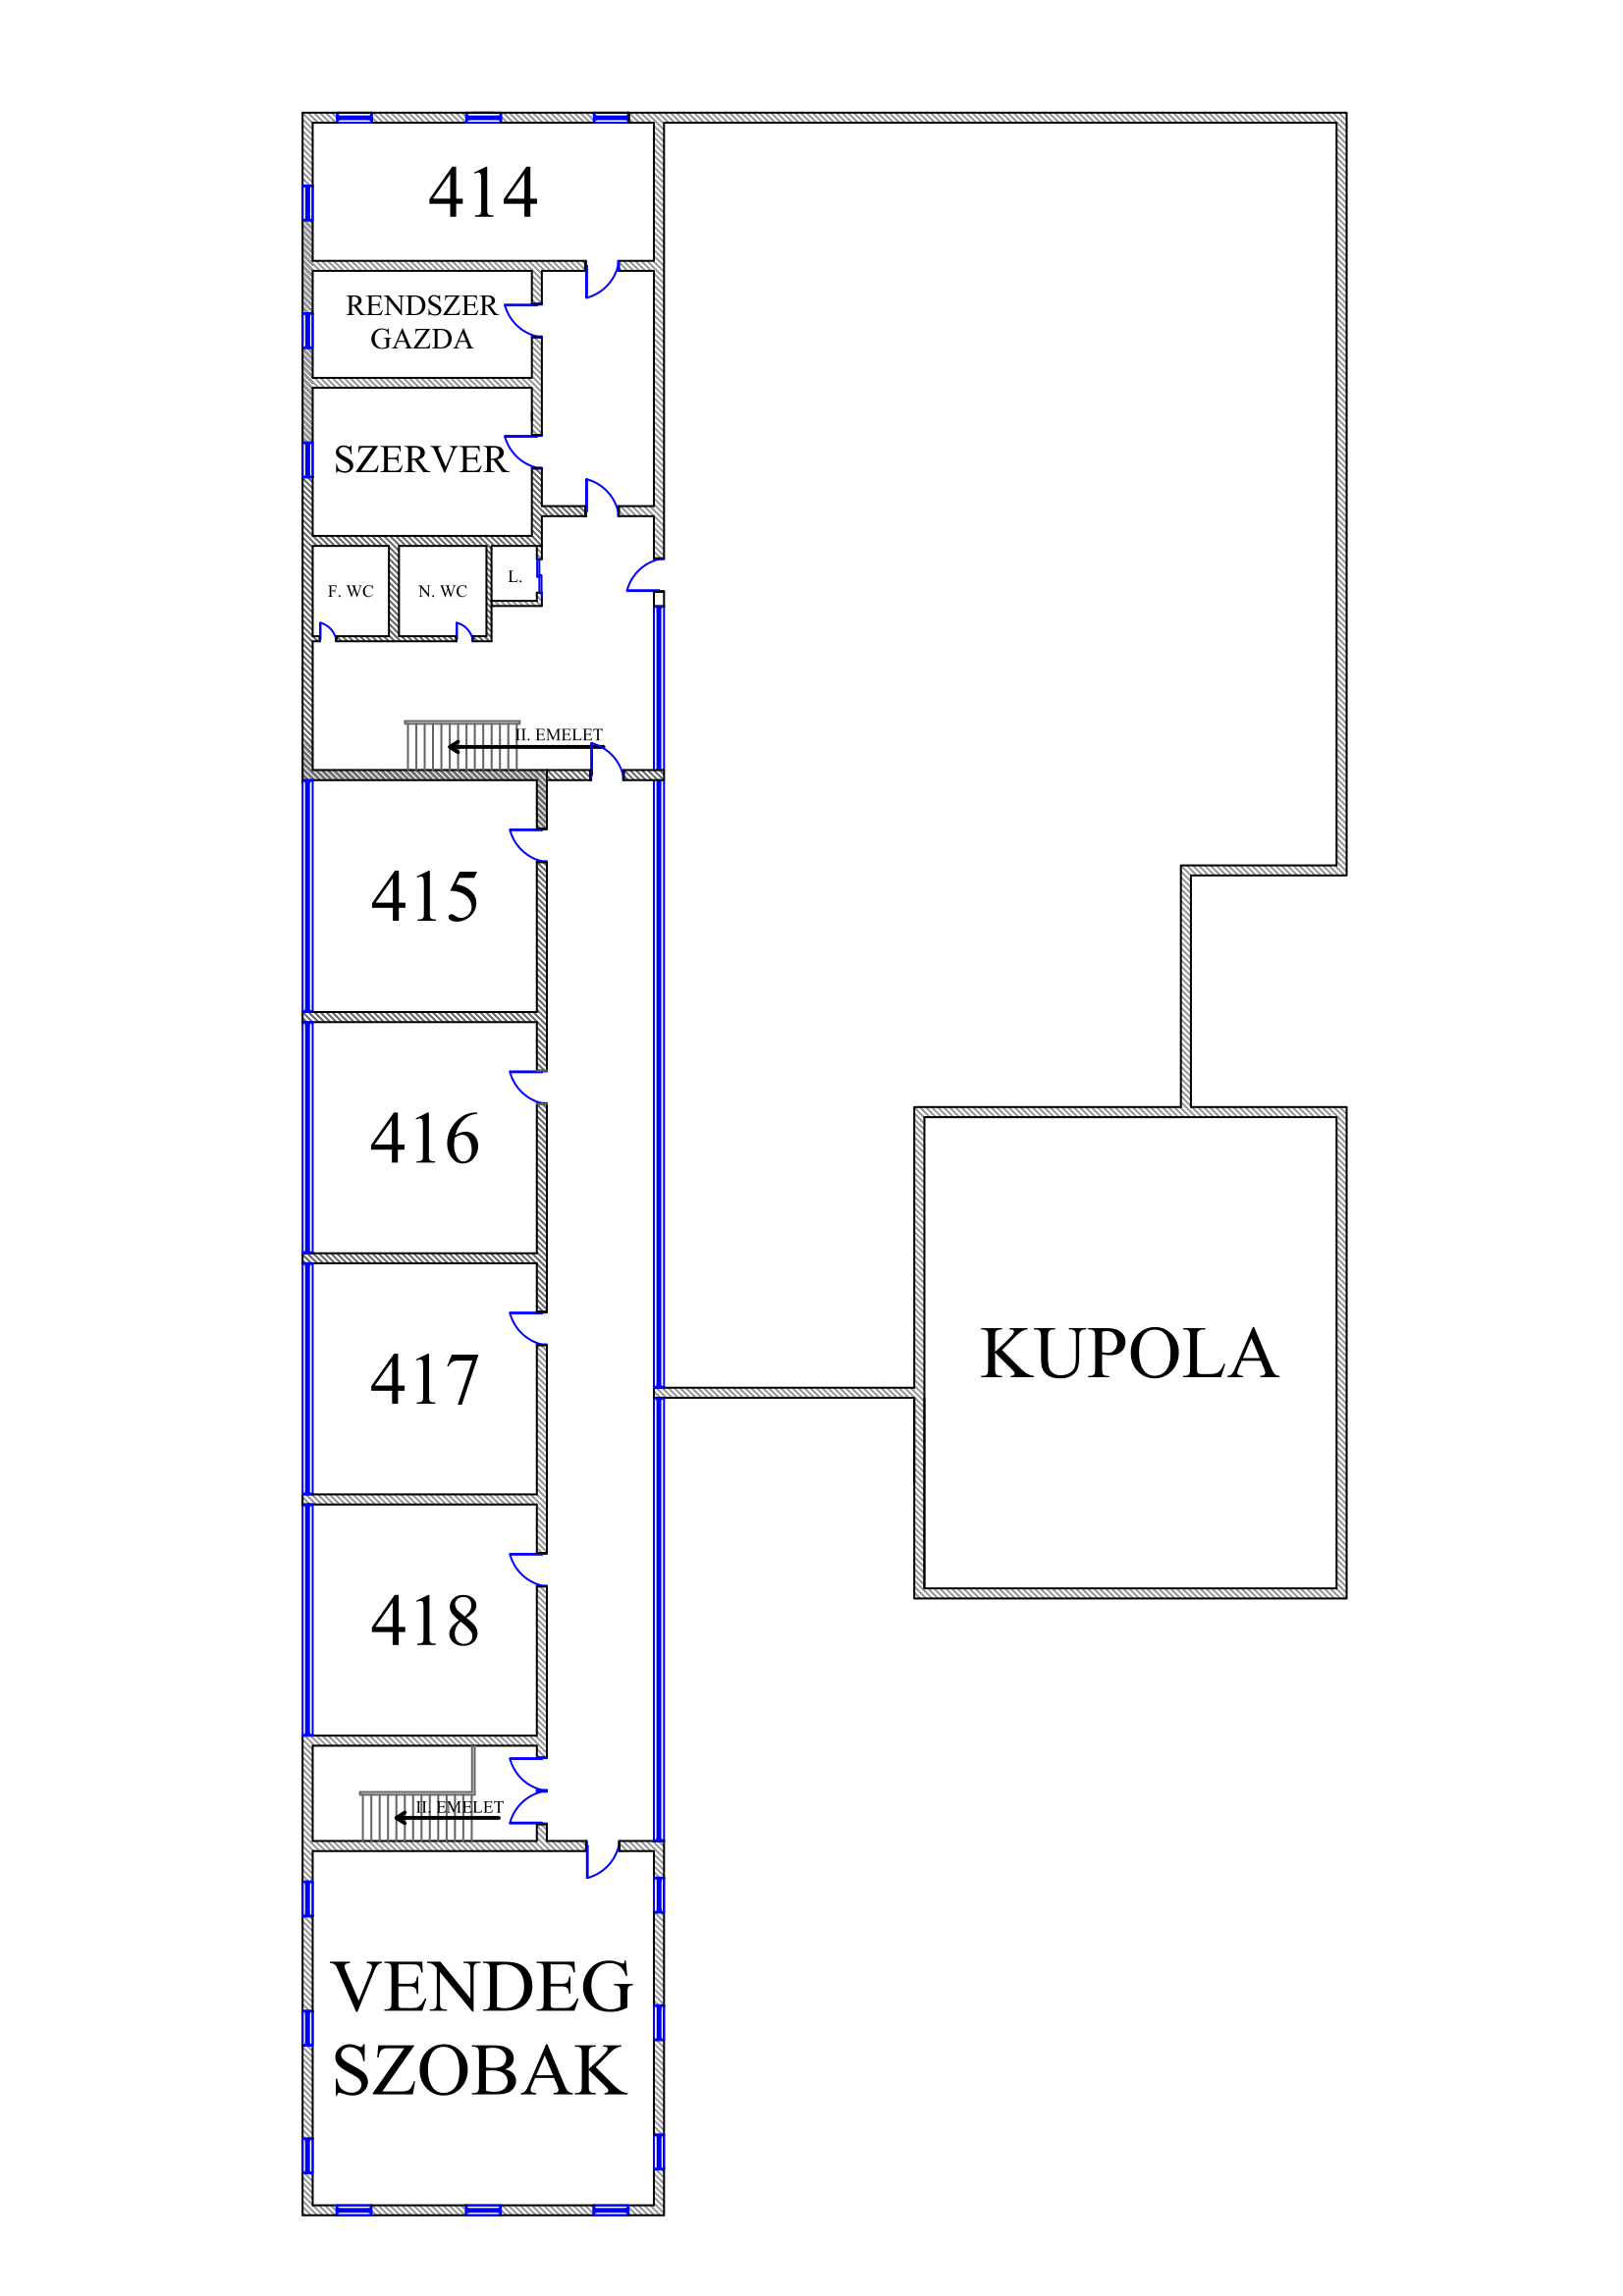 414
RENDSZER
GAZDA
SZERVER
F. WC
N. WC
L.
II. EMELET
415
416
417
KUPOLA
418
II. EMELET
VENDEG
SZOBAK